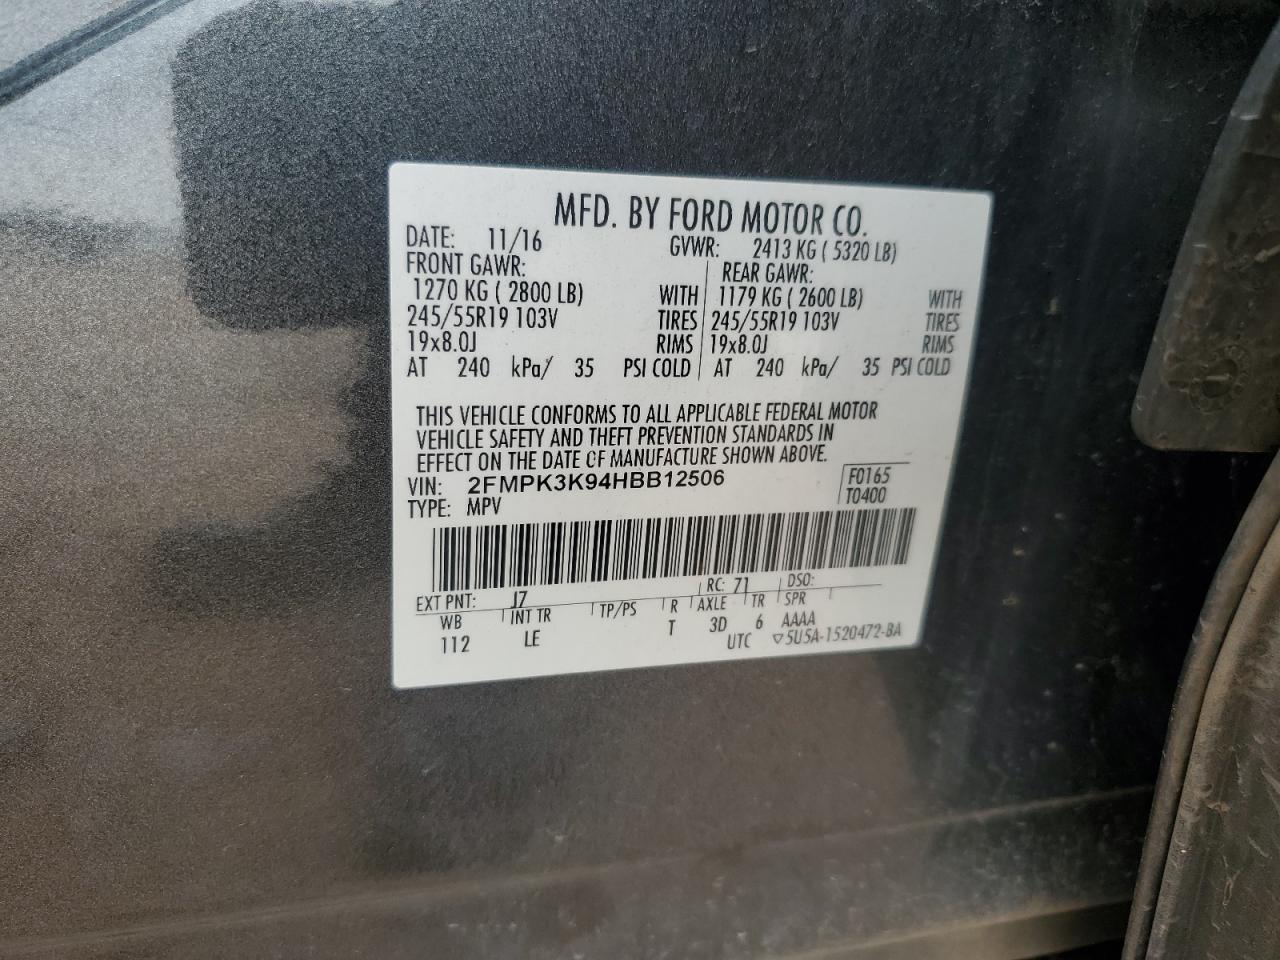 MFD. BY FORD MOTOR CO.
DATE: 11/16 GVWR: 2413 KG ( 5320 LB)
FRONT GAWR: REAR GAWR:
1270 KG ( 2800 LB) WITH 1179 KG ( 2600 LB) WITH
245/55R19 103V TIRES 245/55R19 103V TIRES
19x8.0J RIMS 19x8.0J RIMS
AT 240 kPa/ 35 PSI COLD AT 240 kPa/ 35 PSI COLD
THIS VEHICLE CONFORMS TO ALL APPLICABLE FEDERAL MOTOR
VEHICLE SAFETY AND THEFT PREVENTION STANDARDS IN
EFFECT ON THE DATE OF MANUFACTURE SHOWN ABOVE.
VIN: 2FMPK3K94HBB12506 F0165
TYPE: MPV T0400
EXT PNT: J7 RC: 71 DSO:
WB INT TR TP/PS R AXLE TR SPR
112 LE T 3D 6 AAAA
UTC ▽5U5A-1520472-BA